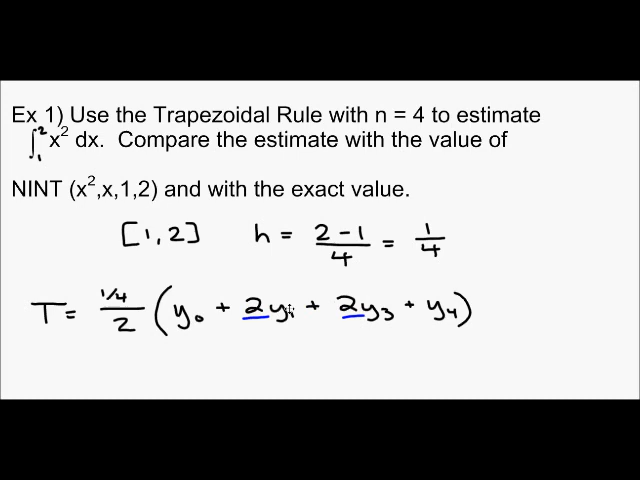 Ex 1) Use the Trapezoidal Rule with n = 4 to estimate
∫₁² x² dx. Compare the estimate with the value of
NINT (x²,x,1,2) and with the exact value.
[1,2] h = (2-1)/4 = 1/4
T = (1/4)/2 (y₀ + 2y + 2y₃ + y₄)